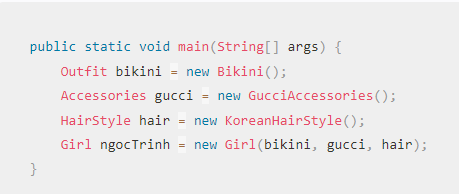 public static void main(String[] args) {
Outfit bikini = new Bikini();
Accessories gucci = new GucciAccessories();
HairStyle hair = new KoreanHairStyle();
Girl ngocTrinh = new Girl(bikini, gucci, hair);
}